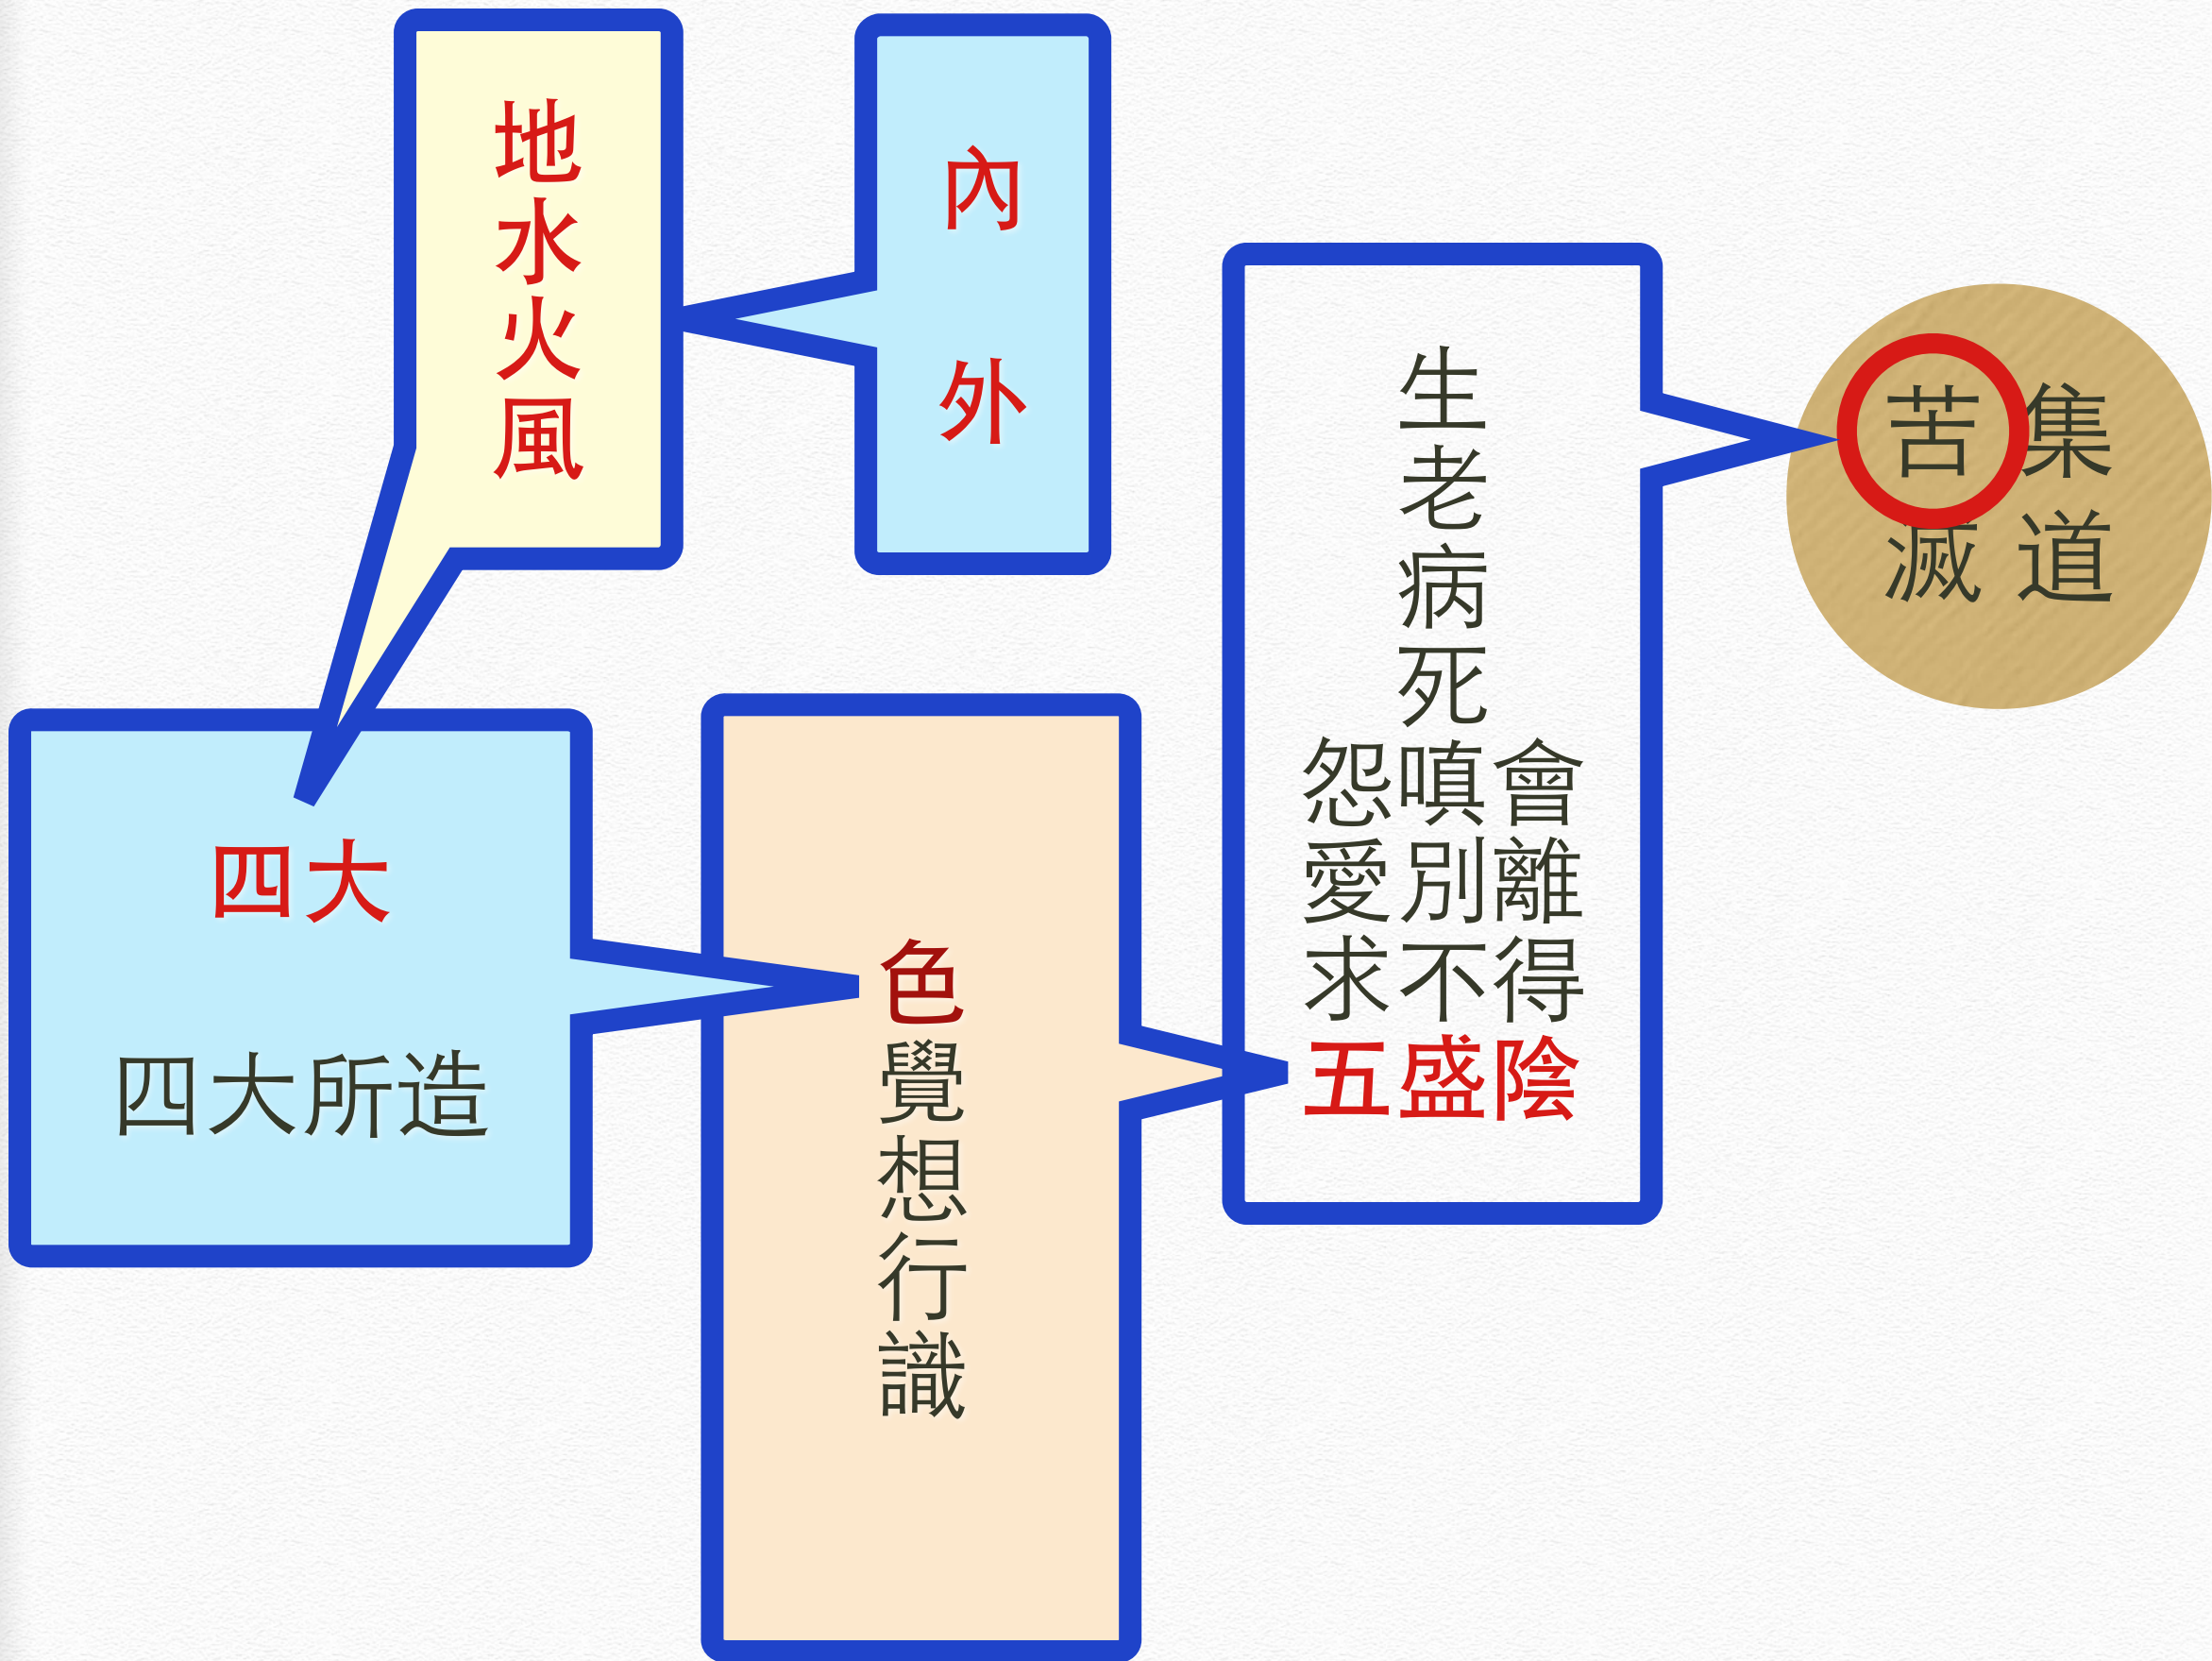 地
水
火
風
內
外
生
老
病
死
怨嗔會
愛別離
求不得
五盛陰
苦集
滅道
四大
四大所造
色
覺
想
行
識